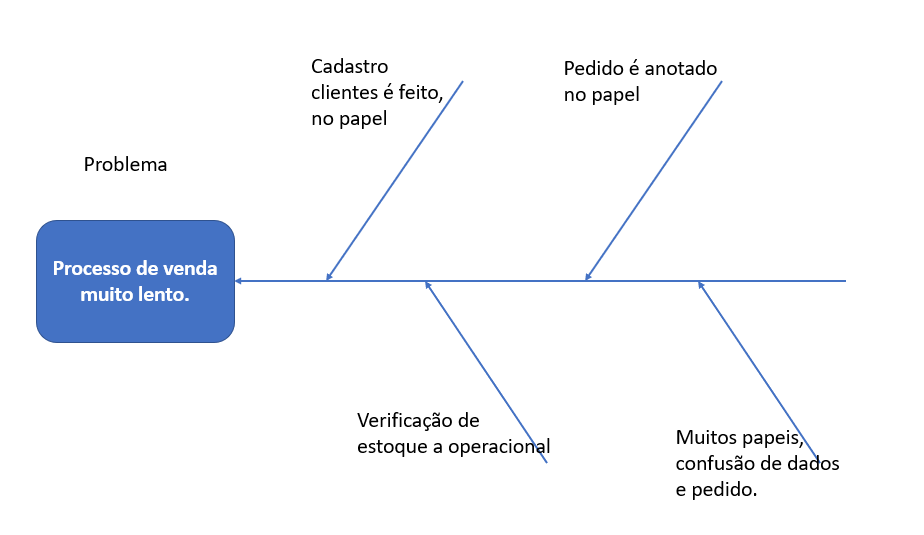 Cadastro
clientes é feito,
no papel
Pedido é anotado
no papel
Problema
Processo de venda
muito lento.
Verificação de
estoque a operacional
Muitos papeis,
confusão de dados
e pedido.